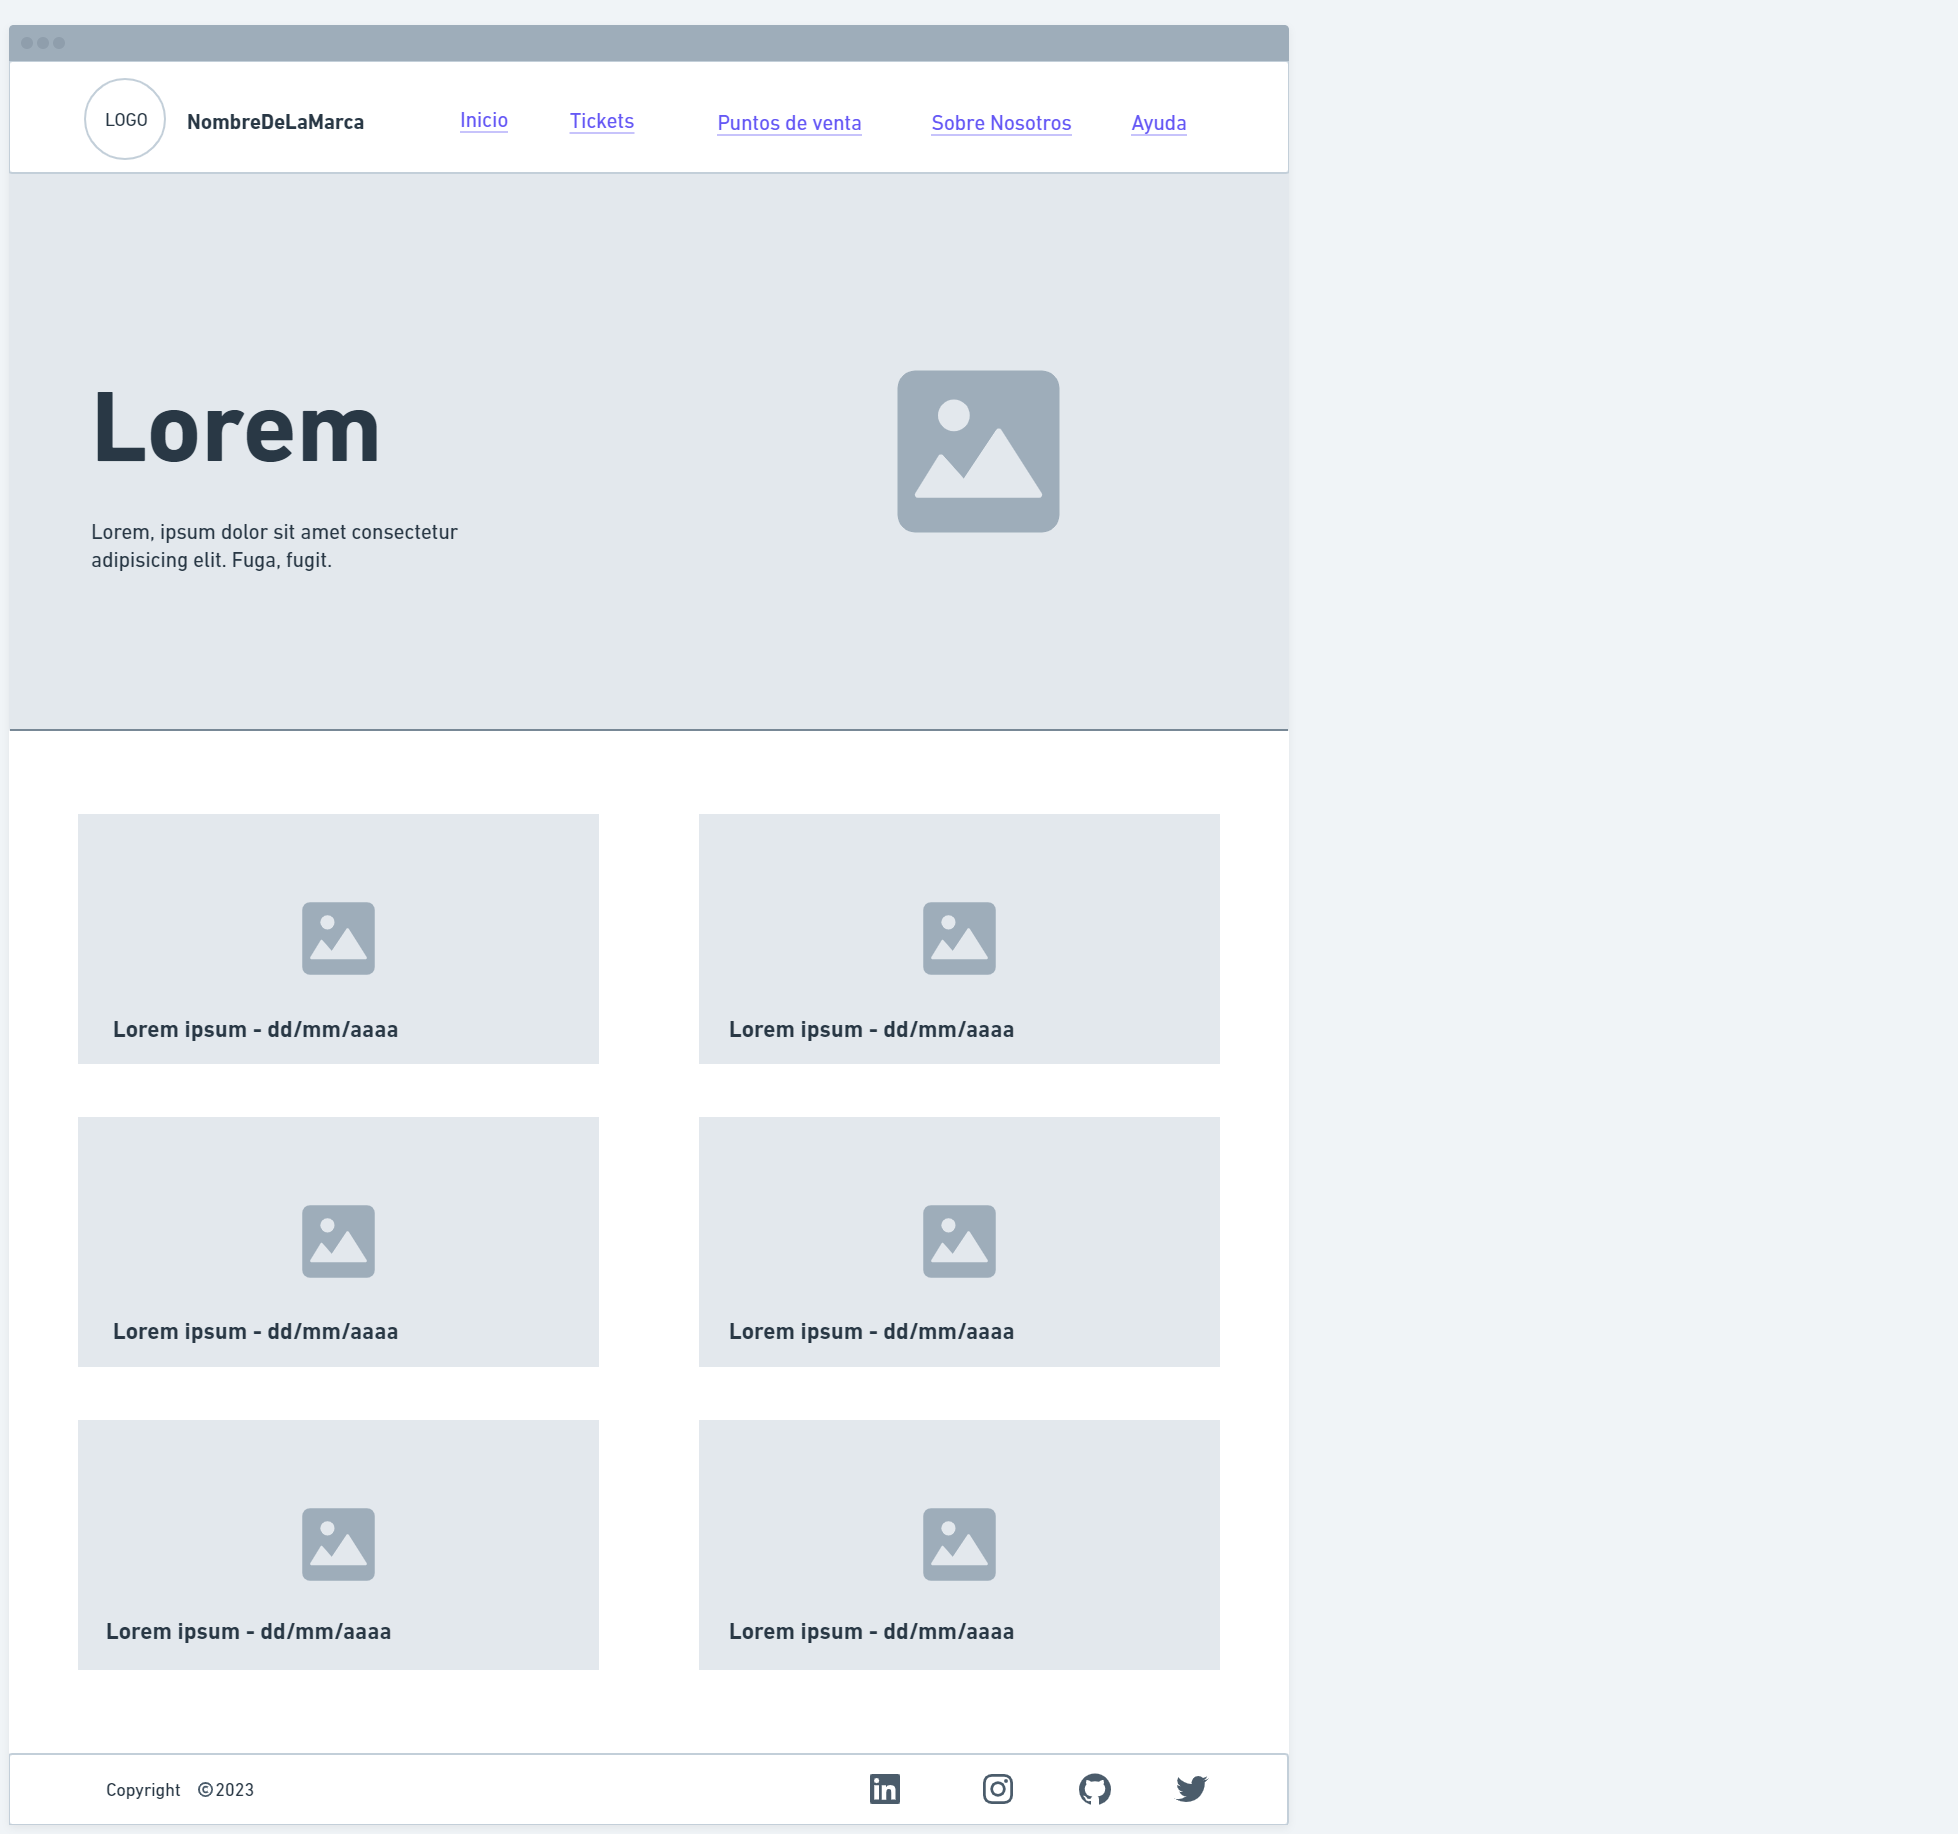 LOGO
NombreDeLaMarca
Inicio
Tickets
Puntos de venta
Sobre Nosotros
Ayuda
Lorem
Lorem, ipsum dolor sit amet consectetur
adipisicing elit. Fuga, fugit.
Lorem ipsum - dd/mm/aaaa
Lorem ipsum - dd/mm/aaaa
Lorem ipsum - dd/mm/aaaa
Lorem ipsum - dd/mm/aaaa
Lorem ipsum - dd/mm/aaaa
Lorem ipsum - dd/mm/aaaa
Copyright ©2023
in